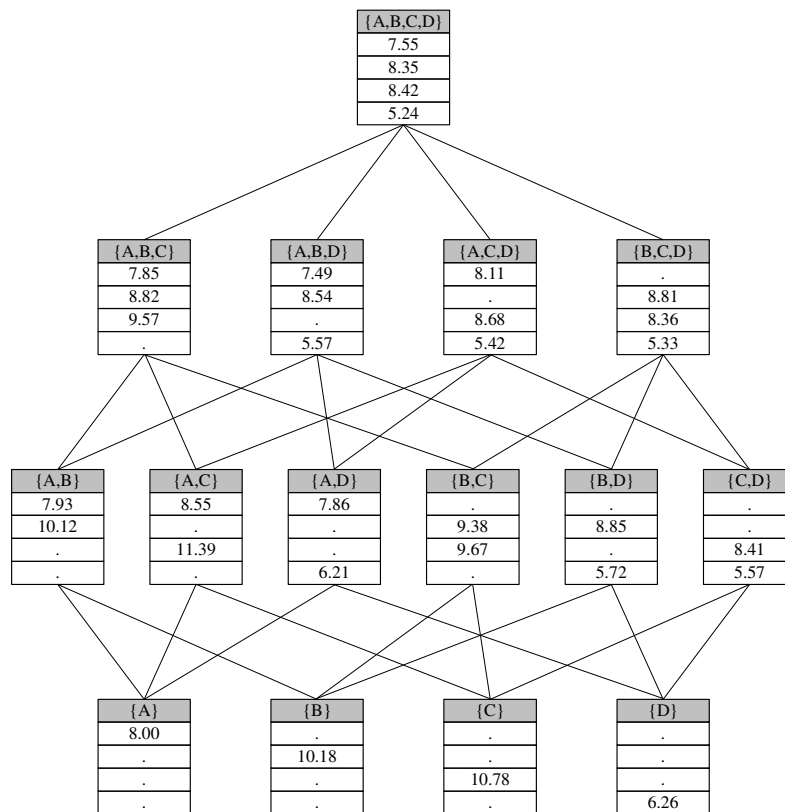 {A,B,C,D}
7.55
8.35
8.42
5.24
{A,B,C} {A,B,D} {A,C,D} {B,C,D}
7.85 7.49 8.11 .
8.82 8.54 . 8.81
9.57 . 8.68 8.36
. 5.57 5.42 5.33
{A,B} {A,C} {A,D} {B,C} {B,D} {C,D}
7.93 8.55 7.86 . . .
10.12 . . 9.38 8.85 .
. 11.39 . 9.67 . 8.41
. . 6.21 . 5.72 5.57
{A} {B} {C} {D}
8.00 . . .
. 10.18 . .
. . 10.78 .
. . . 6.26